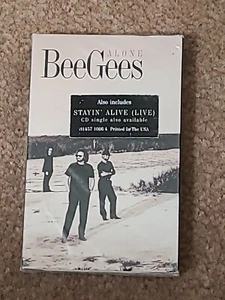 ALONE
BeeGees
Also includes
STAYIN' ALIVE (LIVE)
CD single also available
Printed In The USA